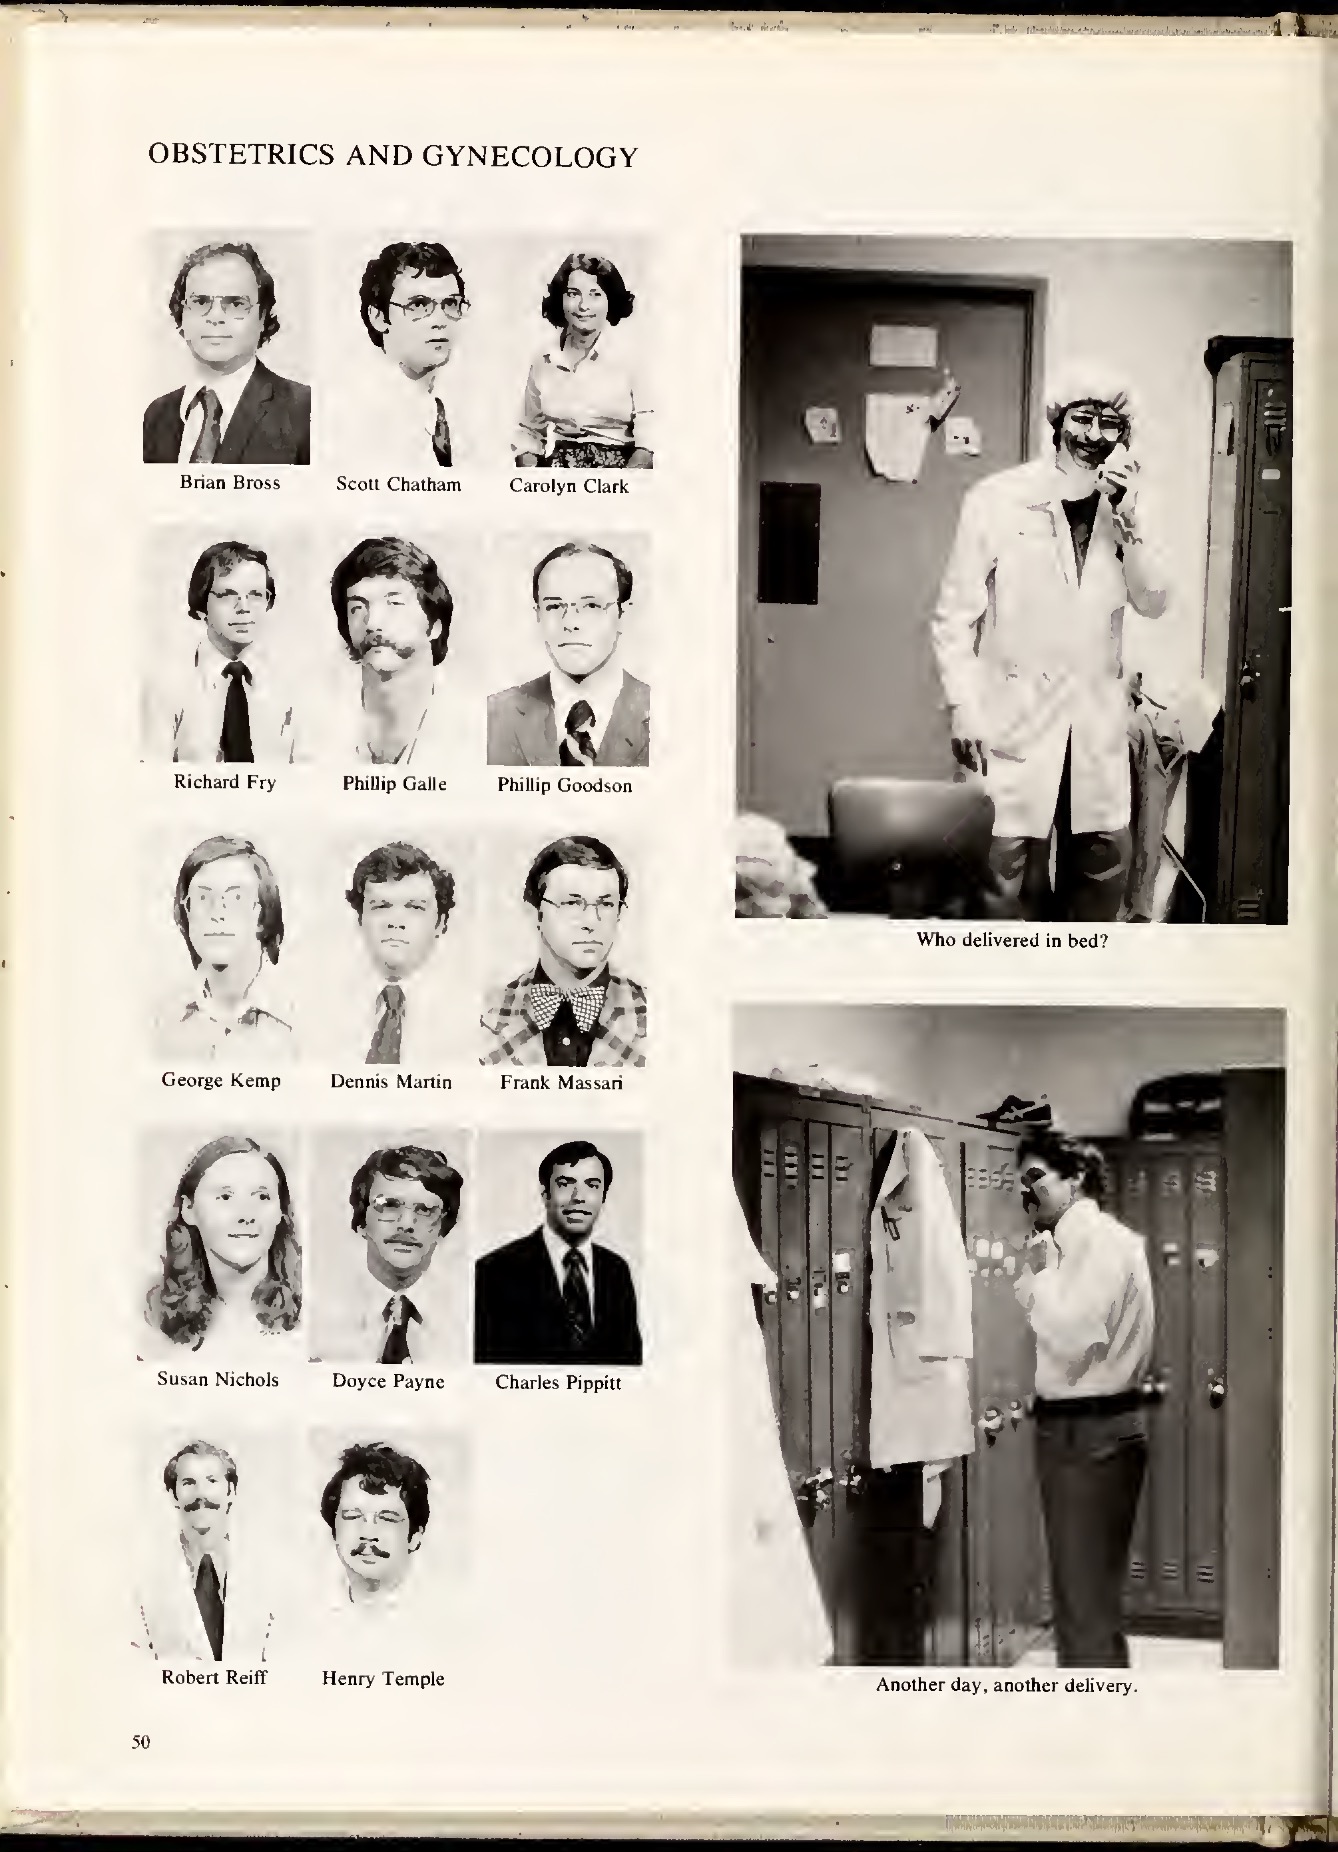 OBSTETRICS AND GYNECOLOGY
Brian Bross
Scott Chatham
Carolyn Clark
Richard Fry
Phillip Galle
Phillip Goodson
George Kemp
Dennis Martin
Frank Massari
Susan Nichols
Doyce Payne
Charles Pippitt
Robert Reiff
Henry Temple
Who delivered in bed?
Another day, another delivery.
50